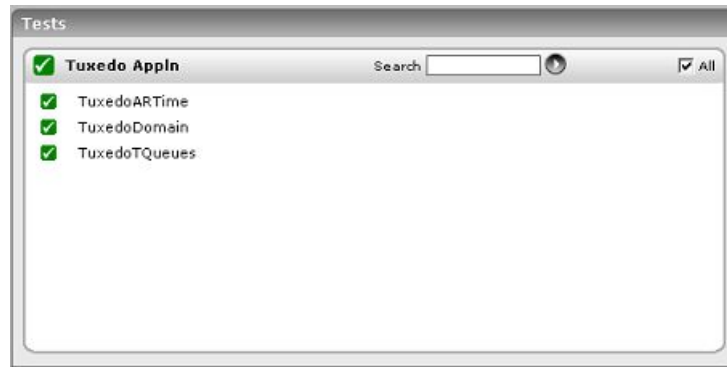 Tests
Tuxedo Appln Search All
TuxedoARTime
TuxedoDomain
TuxedoTQueues